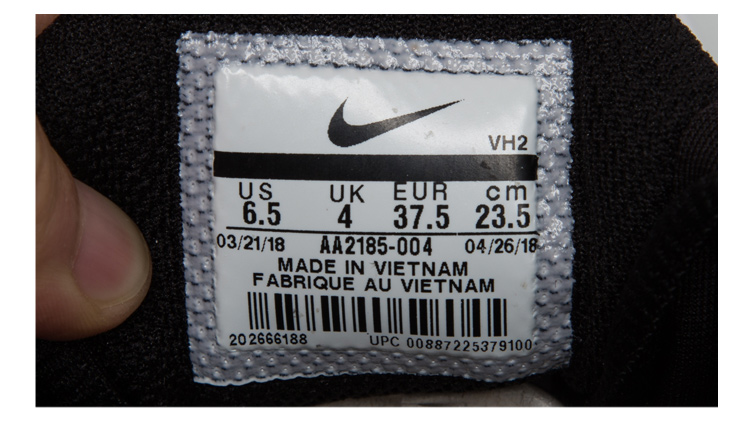 VH2
US UK EUR cm
6.5 4 37.5 23.5
03/21/18 AA2185-004 04/26/18
MADE IN VIETNAM
FABRIQUE AU VIETNAM
202666188 UPC 00887225379100